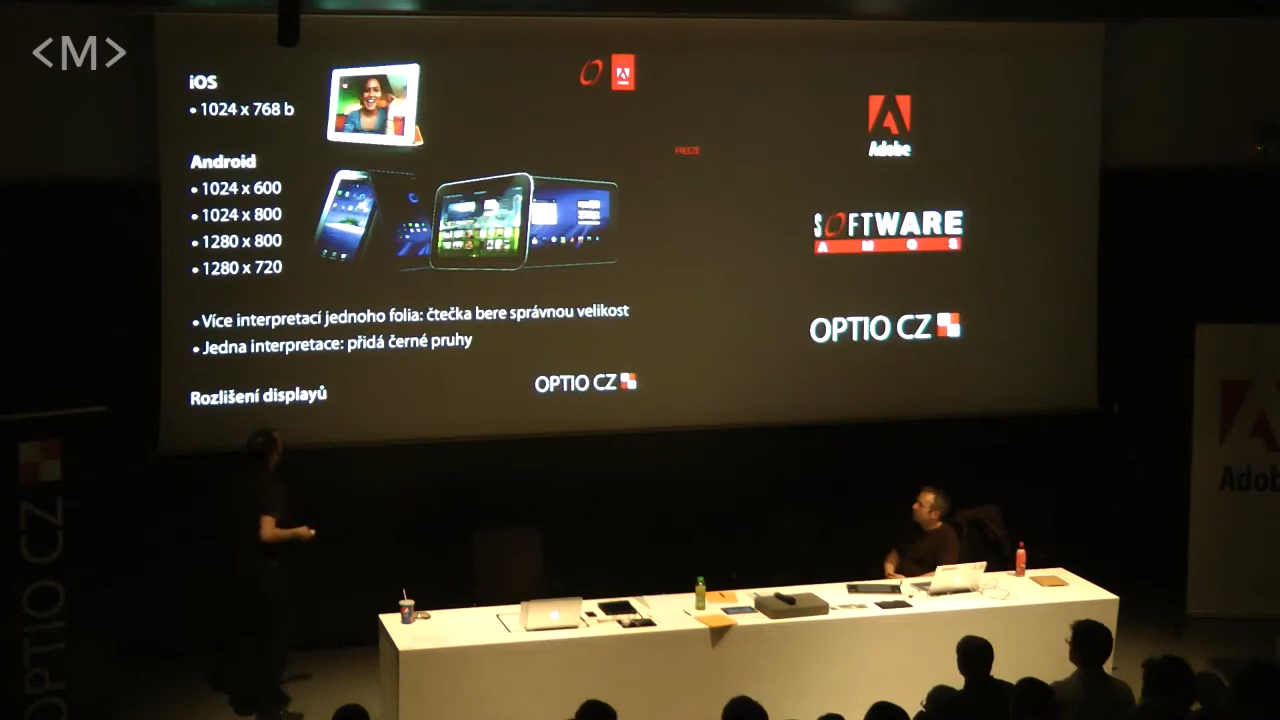 <M>
iOS
• 1024 x 768 b
Android
• 1024 x 600
• 1024 x 800
• 1280 x 800
• 1280 x 720
• Více interpretací jednoho folia: čtečka bere správnou velikost
• Jedna interpretace: přidá černé pruhy
Rozlišení displayů
OPTIO CZ
FREEZE
Adobe
SOFTWARE
AMOS
OPTIO CZ
OPTIO CZ
Adob